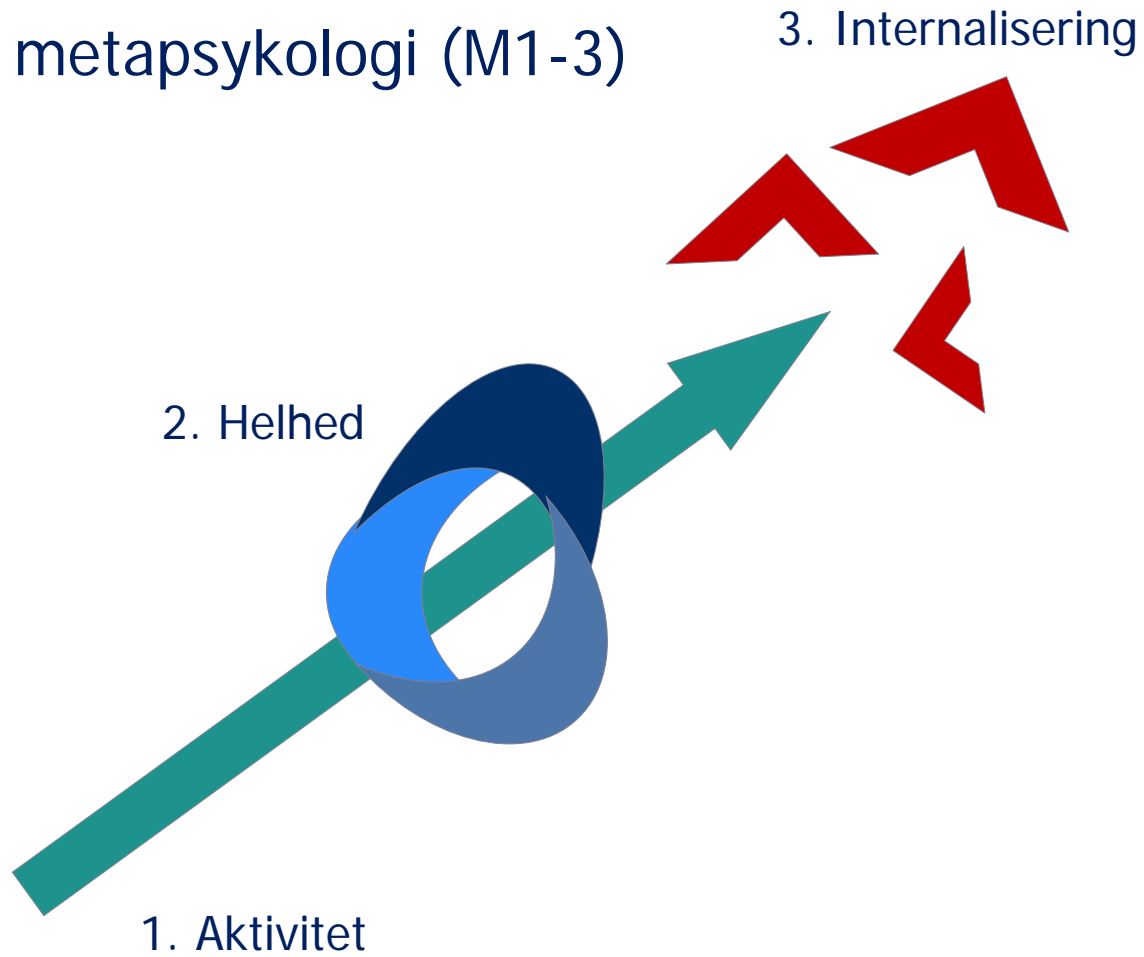 metapsykologi (M1-3)
3. Internalisering
2. Helhed
1. Aktivitet